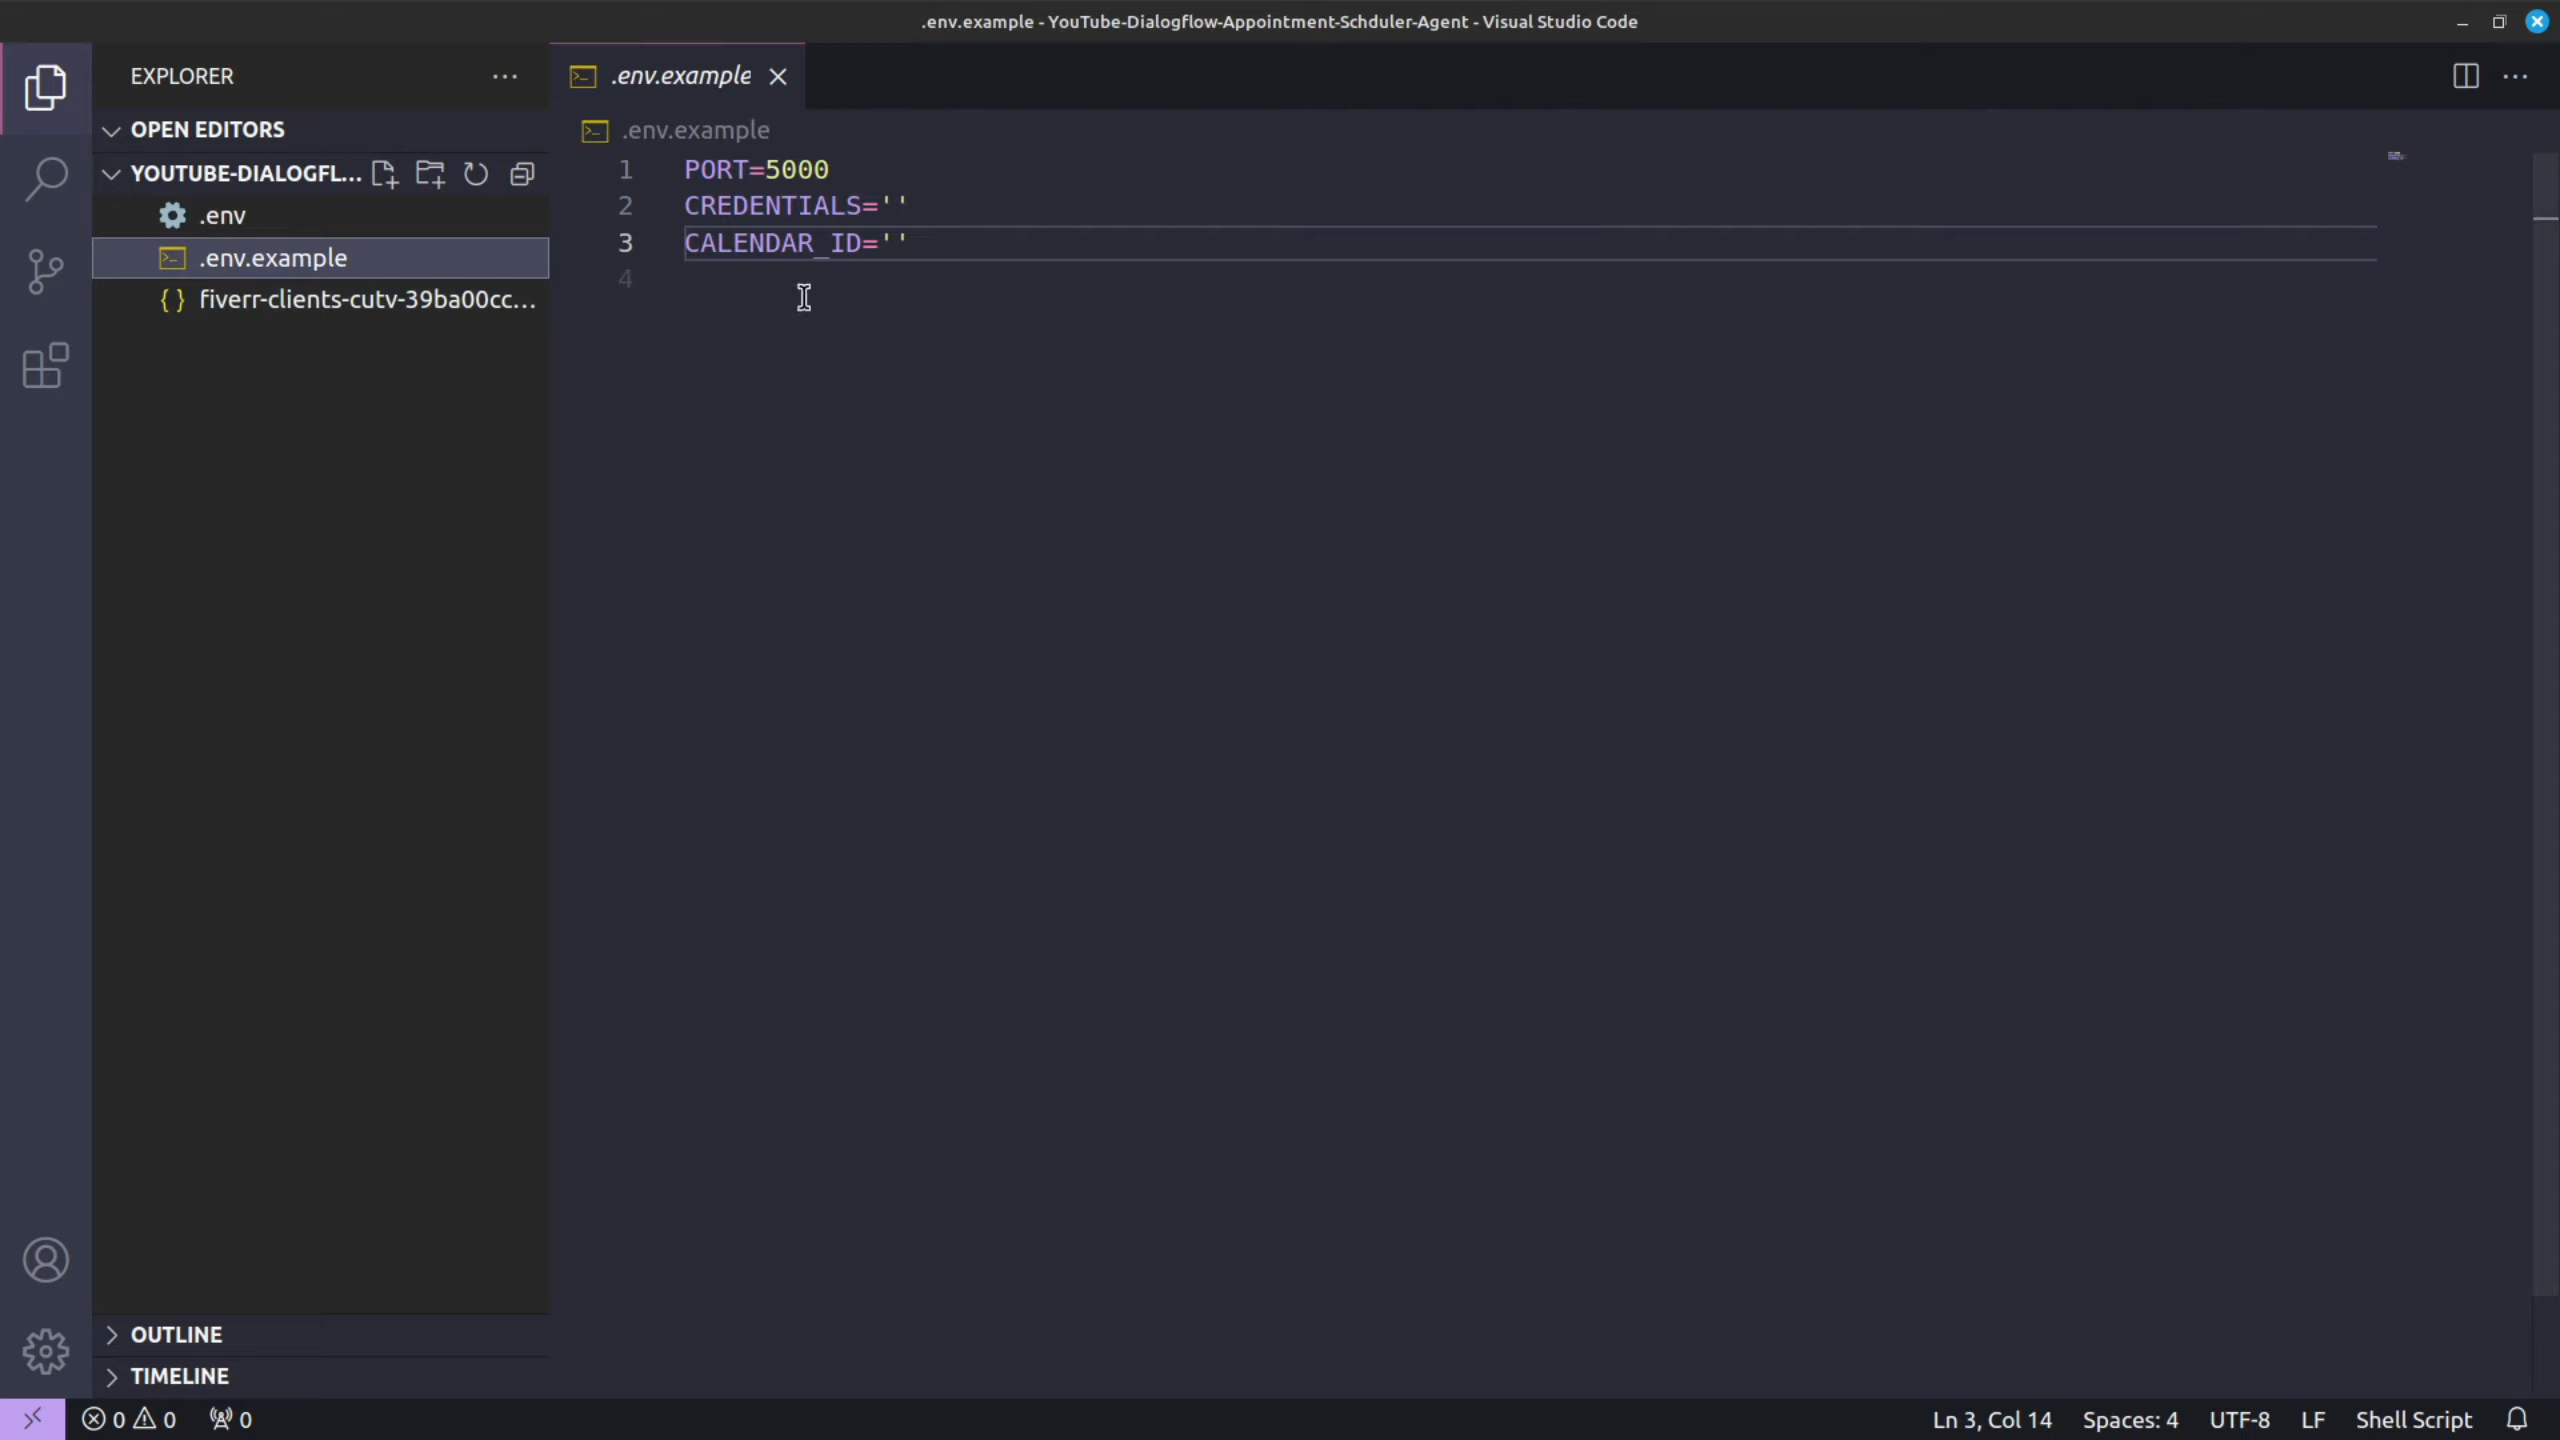 .env.example - YouTube-Dialogflow-Appointment-Schduler-Agent - Visual Studio Code
EXPLORER
OPEN EDITORS
YOUTUBE-DIALOGFL...
.env
.env.example
fiverr-clients-cutv-39ba00cc...
OUTLINE
TIMELINE
.env.example
.env.example
1 PORT=5000
2 CREDENTIALS=''
3 CALENDAR_ID=''
4
0 0 0
Ln 3, Col 14 Spaces: 4 UTF-8 LF Shell Script